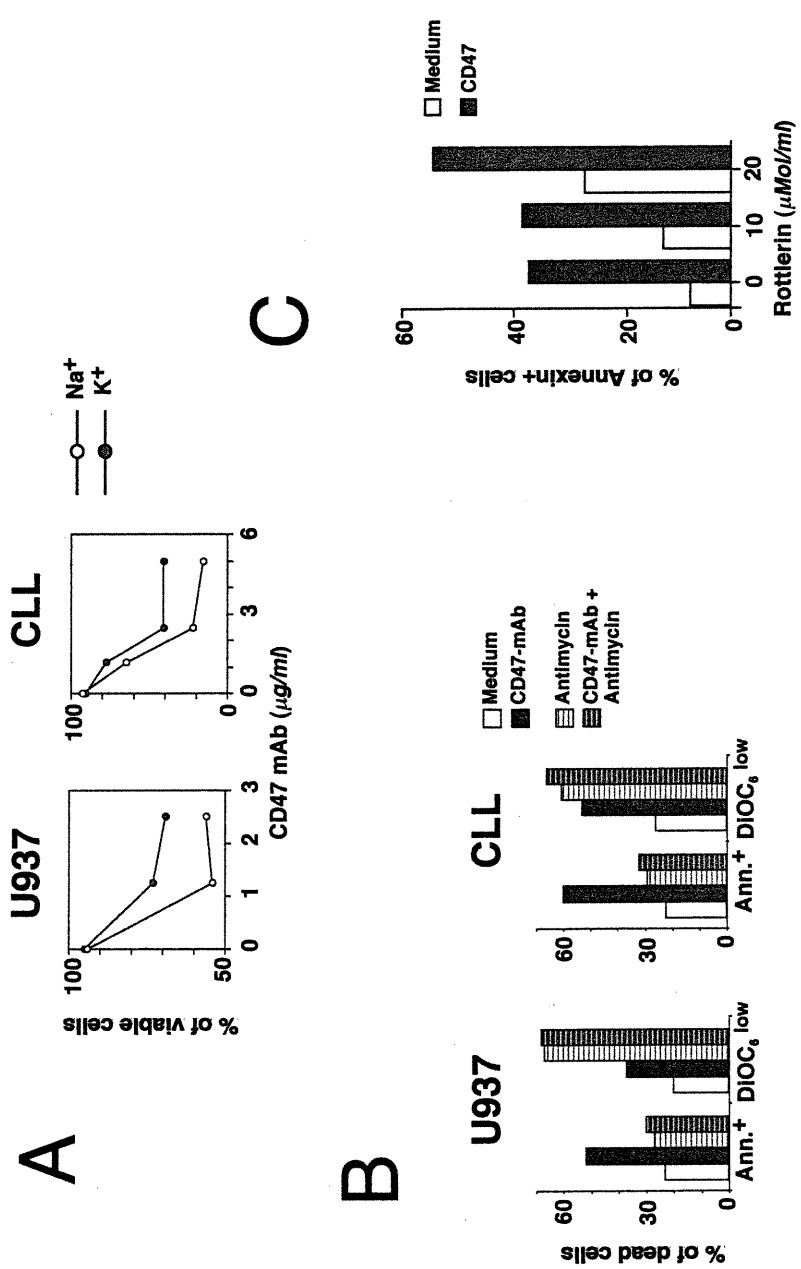 A
U937
CLL
Na+
K+
% of viable cells
100
50
0
1
2
3
100
0
0
3
6
CD47 mAb (μg/ml)
B
U937
CLL
Medium
CD47-mAb
Antimycin
CD47-mAb +
Antimycin
% of dead cells
60
30
0
Ann.+
DIOC6 low
60
30
0
Ann.+
DIOC6 low
C
Medium
CD47
% of Annexin+ cells
60
40
20
0
0
10
20
Rottlerin (μMol/ml)